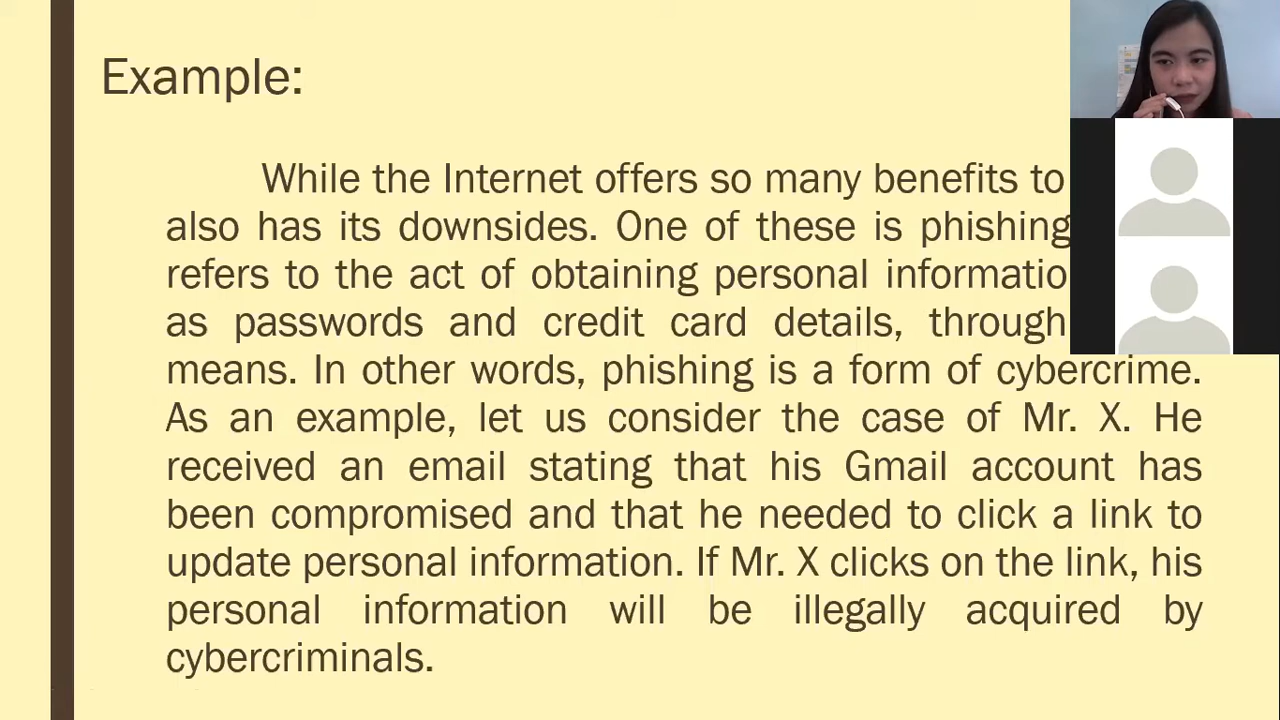 Example:
While the Internet offers so many benefits to
also has its downsides. One of these is phishing
refers to the act of obtaining personal
as passwords and credit card details, through
means. In other words, phishing is a form of cybercrime.
As an example, let us consider the case of Mr. X. He
received an email stating that his Gmail account has
been compromised and that he needed to click a link to
update personal information. If Mr. X clicks on the link, his
personal information will be illegally acquired by
cybercriminals.